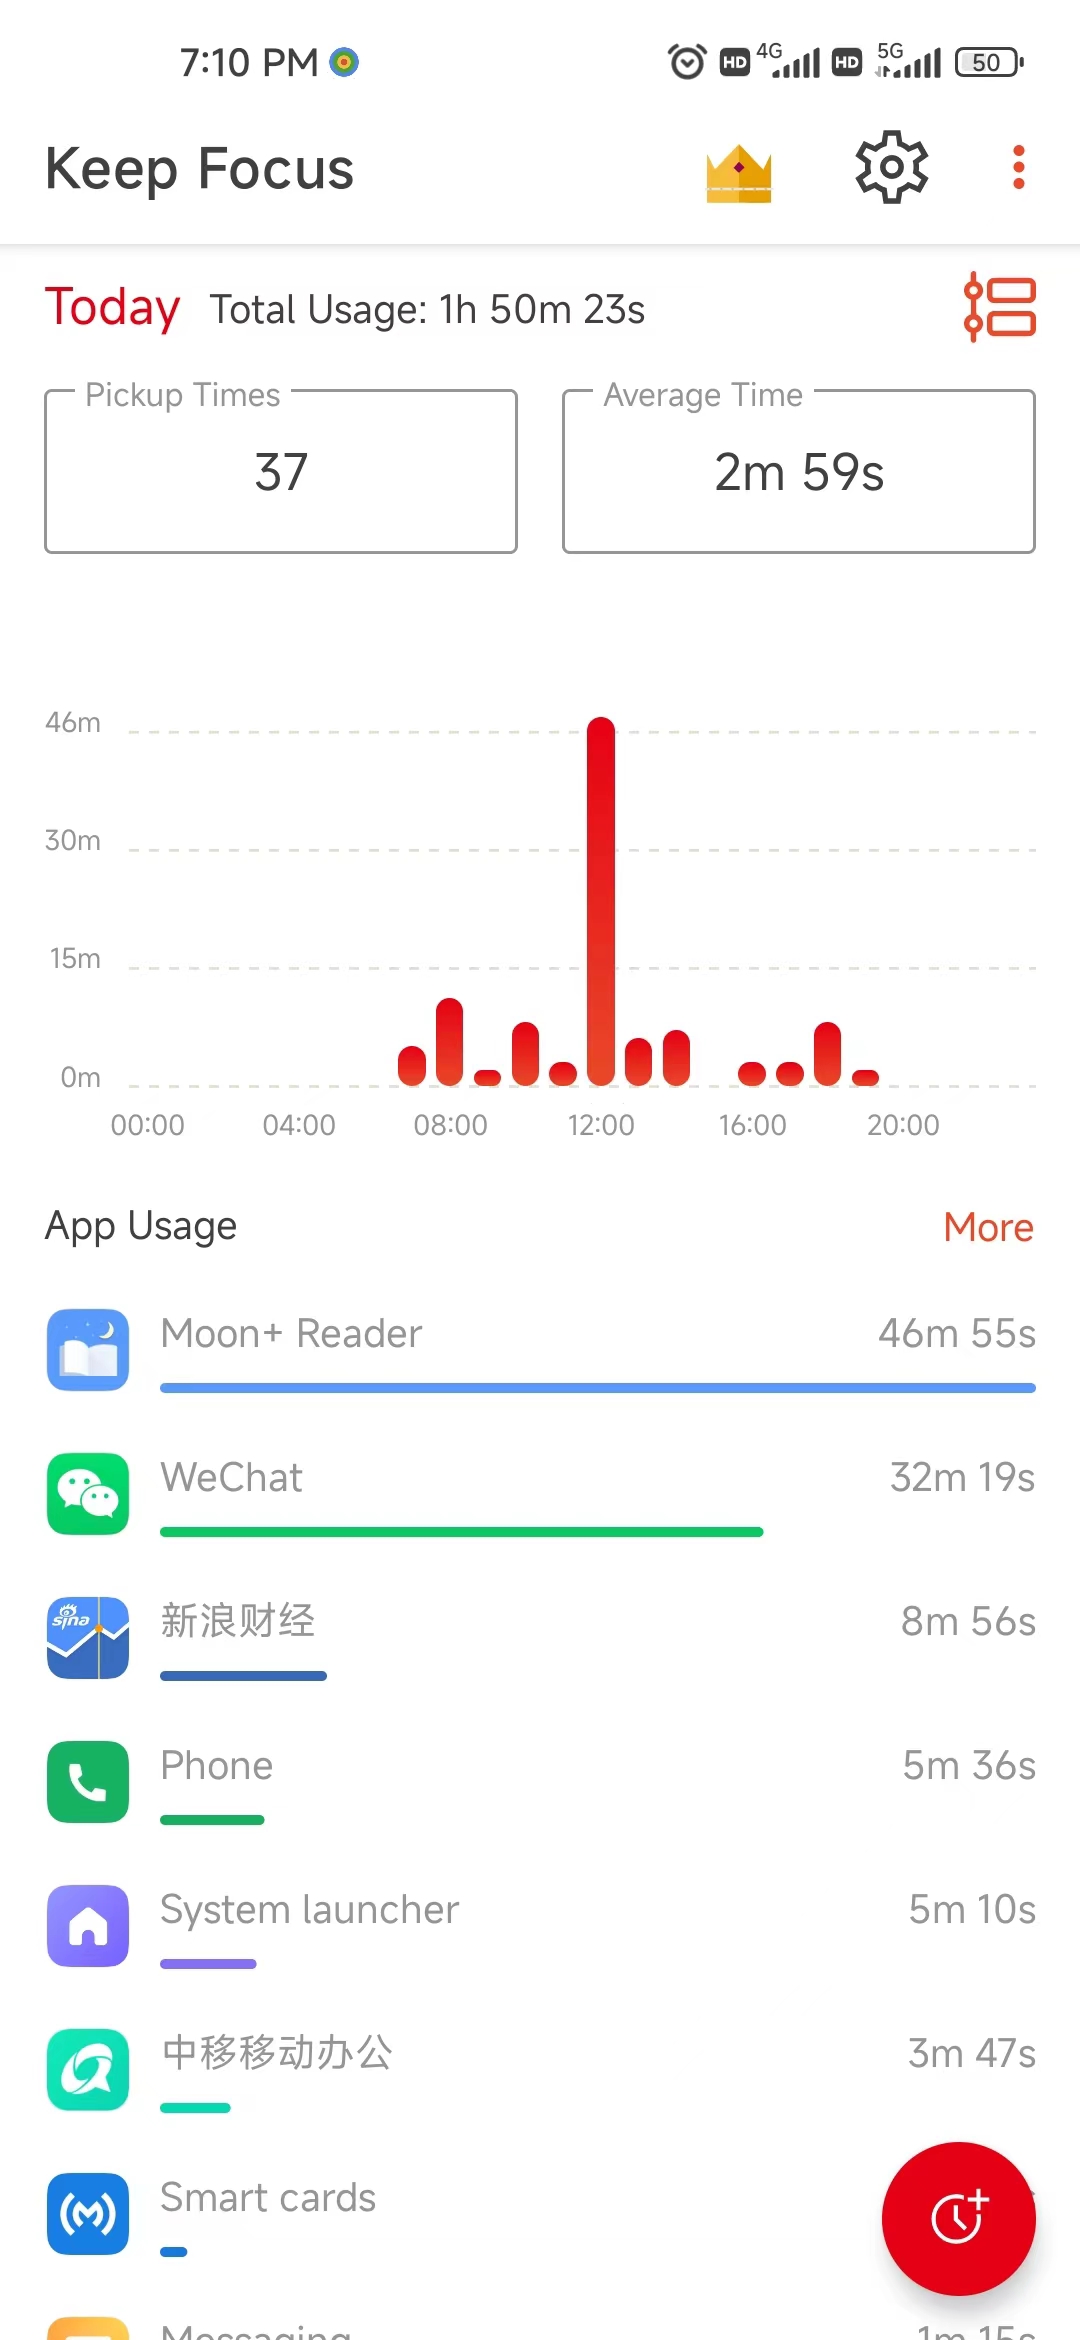 7:10 PM HD 4G HD 5G 50
Keep Focus
Today Total Usage: 1h 50m 23s
Pickup Times Average Time
37 2m 59s
46m
30m
15m
0m
00:00 04:00 08:00 12:00 16:00 20:00
App Usage More
Moon+ Reader 46m 55s
WeChat 32m 19s
sina 新浪财经 8m 56s
Phone 5m 36s
System launcher 5m 10s
中移移动办公 3m 47s
Smart cards
Messaging 1m 15s